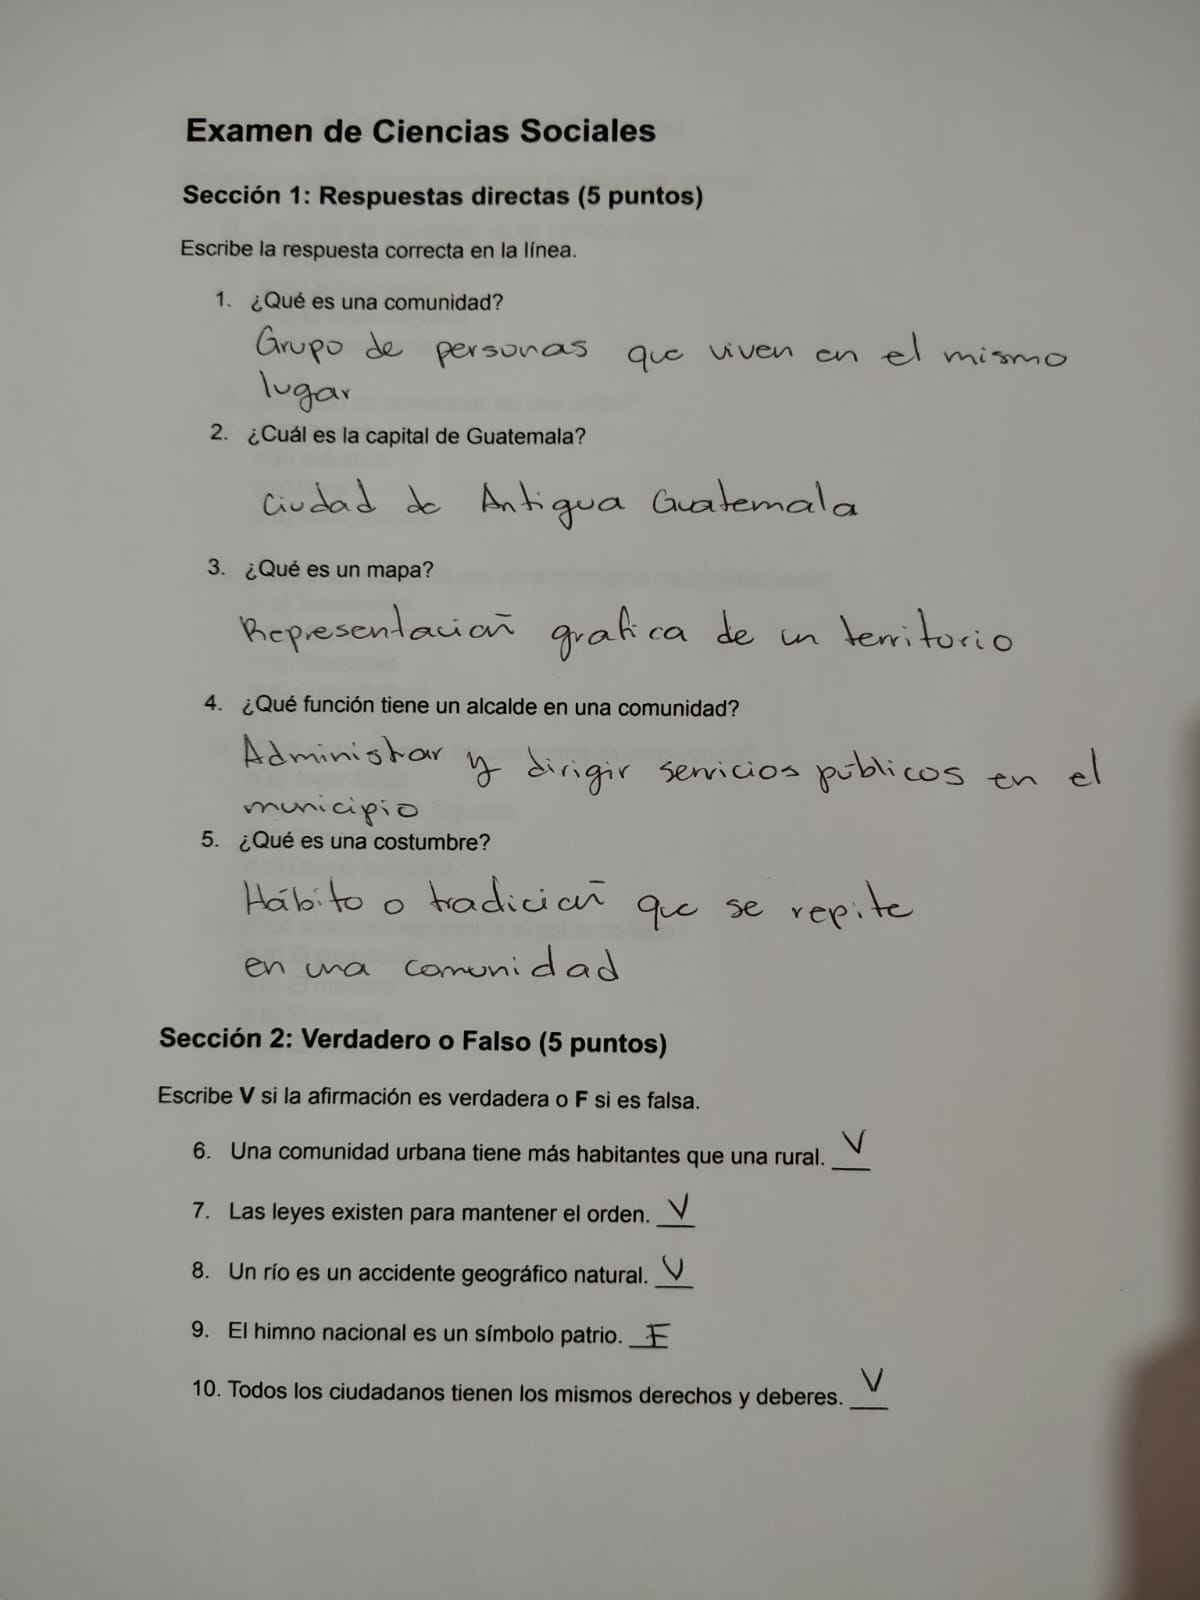 Examen de Ciencias Sociales
Sección 1: Respuestas directas (5 puntos)
Escribe la respuesta correcta en la línea.
1. ¿Qué es una comunidad?
Grupo de personas que viven en el mismo
lugar
2. ¿Cuál es la capital de Guatemala?
Ciudad de Antigua Guatemala
3. ¿Qué es un mapa?
Representación grafica de un territorio
4. ¿Qué función tiene un alcalde en una comunidad?
Administrar y dirigir servicios públicos en el
municipio
5. ¿Qué es una costumbre?
Hábito o tradición que se repite
en una comunidad
Sección 2: Verdadero o Falso (5 puntos)
Escribe V si la afirmación es verdadera o F si es falsa.
6. Una comunidad urbana tiene más habitantes que una rural. V
7. Las leyes existen para mantener el orden. V
8. Un río es un accidente geográfico natural. V
9. El himno nacional es un símbolo patrio. F
10. Todos los ciudadanos tienen los mismos derechos y deberes. V